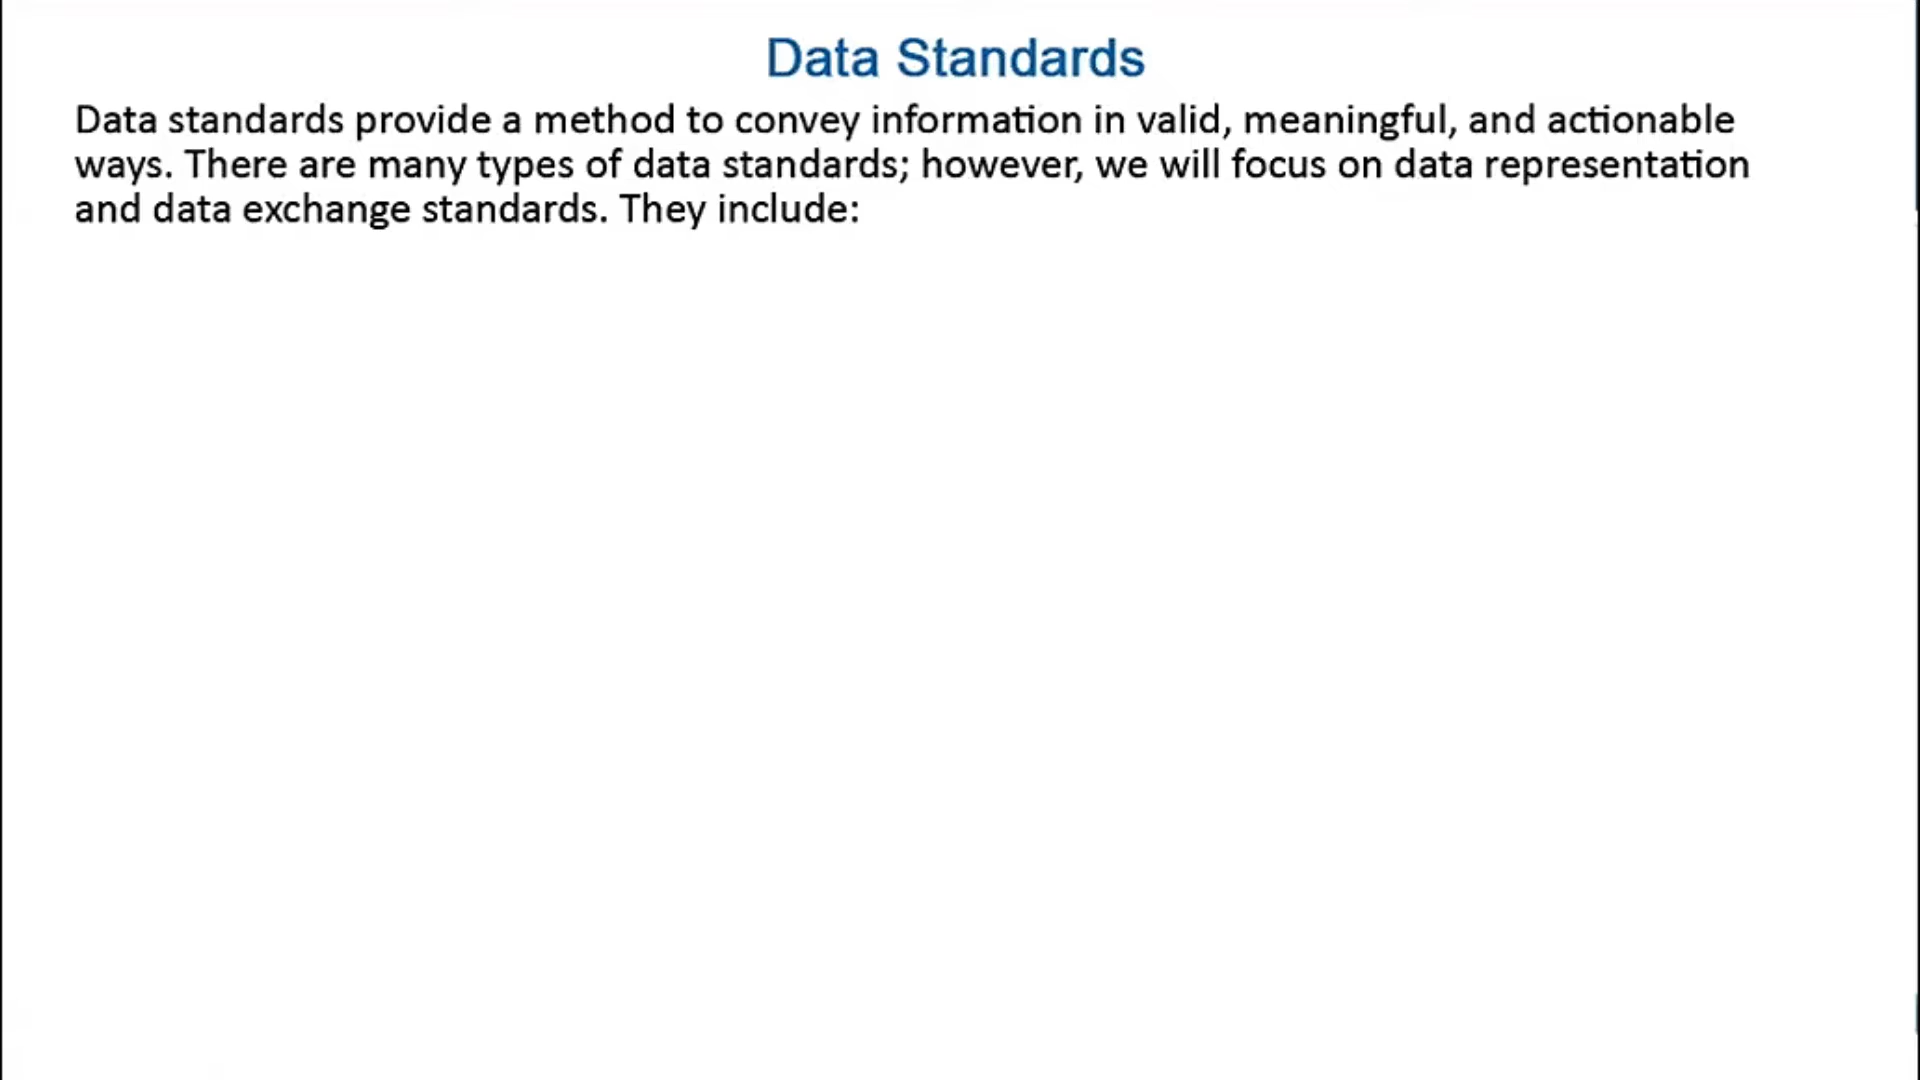 Data Standards
Data standards provide a method to convey information in valid, meaningful, and actionable
ways. There are many types of data standards; however, we will focus on data representation
and data exchange standards. They include: